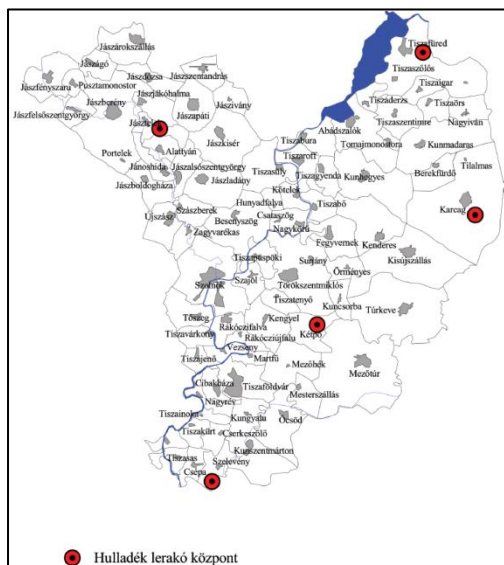 Tiszafüred
Jászárokszállás
Tiszaszőlős
Jászágó
Jászdózsa
Jászszentandrás
Tiszaigar
Jászfényszaru
Pusztamonostor
Jászjákóhalma
Tiszaderzs
Tiszaörs
Jászberény
Jászivány
Jászfelsőszentgyörgy
Jászapáti
Tiszaszentimre
Nagyiván
Abádszalók
Jászkisér
Tiszabura
Tomajmonostora
Kunmadaras
Portelek
Alattyán
Tiszaroff
Jánoshida
Jászalsószentgyörgy
Tiszasüly
Tiszagyenda
Kunhegyes
Berekfürdő
Tilalmas
Jászboldogháza
Jászladány
Kőtelek
Tiszabő
Karcag
Szászberek
Hunyadfalva
Újszász
Besenyszög
Csataszög
Zagyvarékas
Nagykörű
Fegyvernek
Kenderes
Kisújszállás
Tiszapüspöki
Surjány
Szajol
Örményes
Szolnok
Törökszentmiklós
Tiszatenyő
Kuncsorba
Túrkeve
Tószeg
Rákóczifalva
Kengyel
Tiszavárkony
Rákócziújfalu
Kétpó
Vezseny
Tiszajenő
Martfű
Mezőhék
Mezőtúr
Cibakháza
Tiszaföldvár
Mesterszállás
Nagyrév
Tiszainoka
Kungyalu
Öcsöd
Tiszakürt
Cserkeszőlő
Kunszentmárton
Tiszasas
Szelevény
Csépa
Hulladék lerakó központ